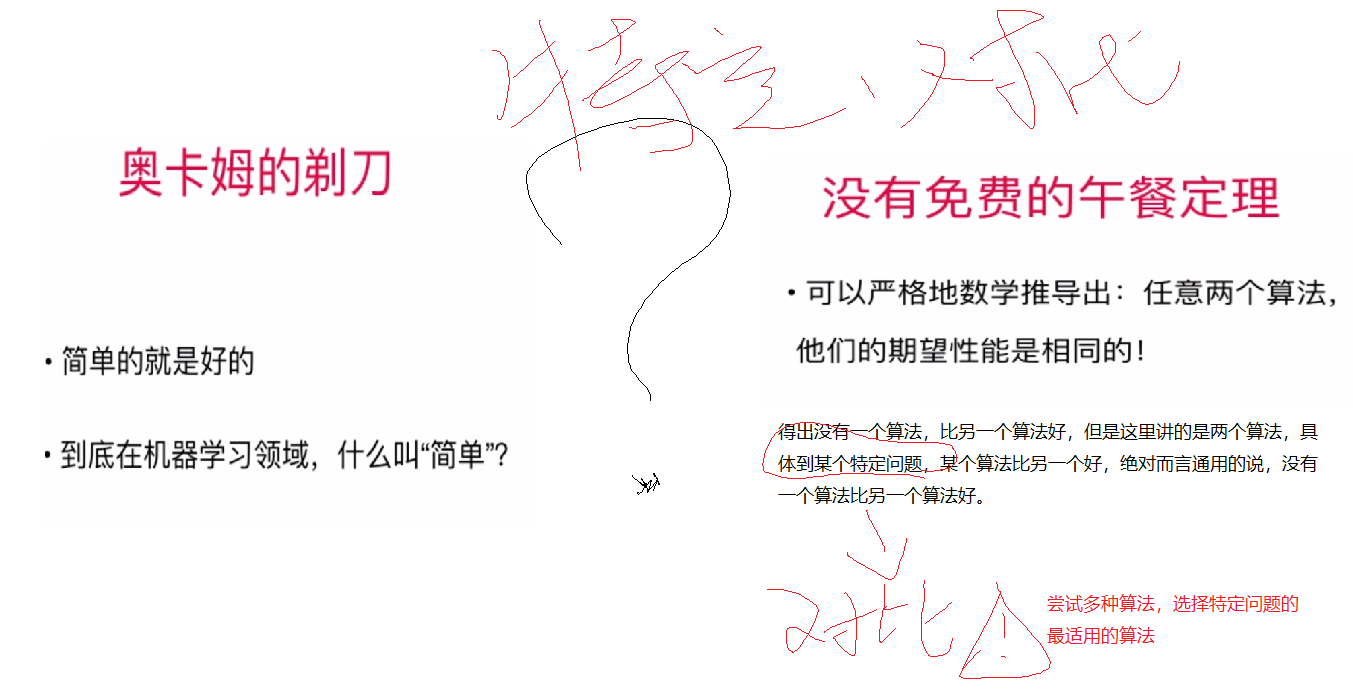 特定、对比
奥卡姆的剃刀
• 简单的就是好的
• 到底在机器学习领域，什么叫“简单”？
没有免费的午餐定理
• 可以严格地数学推导出：任意两个算法，
他们的期望性能是相同的！
得出没有一个算法，比另一个算法好，但是这里讲的是两个算法，具
体到某个特定问题，某个算法比另一个好，绝对而言通用的说，没有
一个算法比另一个算法好。
对比
!
尝试多种算法，选择特定问题的
最适用的算法